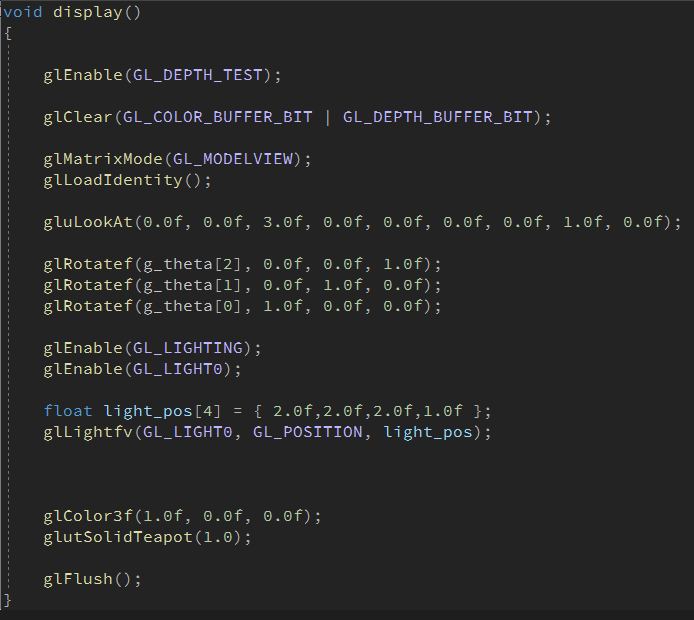 void display()
{
glEnable(GL_DEPTH_TEST);
glClear(GL_COLOR_BUFFER_BIT | GL_DEPTH_BUFFER_BIT);
glMatrixMode(GL_MODELVIEW);
glLoadIdentity();
gluLookAt(0.0f, 0.0f, 3.0f, 0.0f, 0.0f, 0.0f, 0.0f, 1.0f, 0.0f);
glRotatef(g_theta[2], 0.0f, 0.0f, 1.0f);
glRotatef(g_theta[1], 0.0f, 1.0f, 0.0f);
glRotatef(g_theta[0], 1.0f, 0.0f, 0.0f);
glEnable(GL_LIGHTING);
glEnable(GL_LIGHT0);
float light_pos[4] = { 2.0f,2.0f,2.0f,1.0f };
glLightfv(GL_LIGHT0, GL_POSITION, light_pos);
glColor3f(1.0f, 0.0f, 0.0f);
glutSolidTeapot(1.0);
glFlush();
}